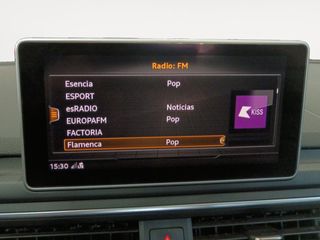 Radio: FM
Esencia Pop
ESPORT
esRADIO Noticias
EUROPAFM Pop
FACTORIA
Flamenca Pop
KISS
15:30